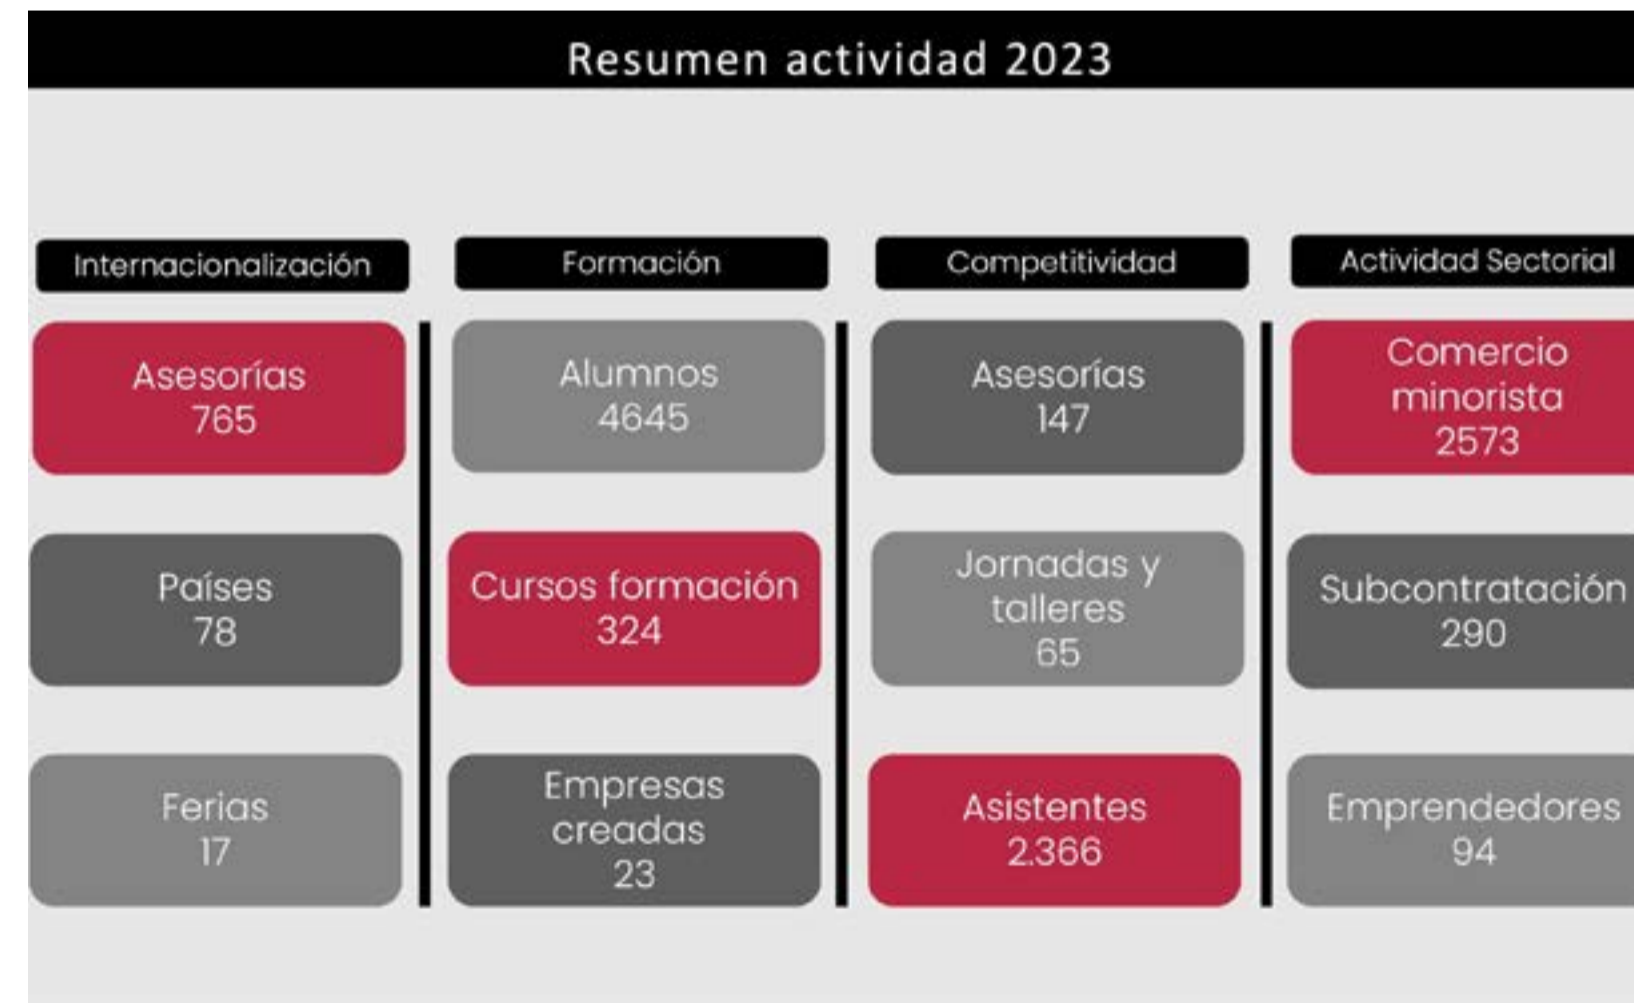 Resumen actividad 2023
Internacionalización
Asesorías
765
Países
78
Ferias
17
Formación
Alumnos
4645
Cursos formación
324
Empresas
creadas
23
Competitividad
Asesorías
147
Jornadas y
talleres
65
Asistentes
2.366
Actividad Sectorial
Comercio
minorista
2573
Subcontratación
290
Emprendedores
94